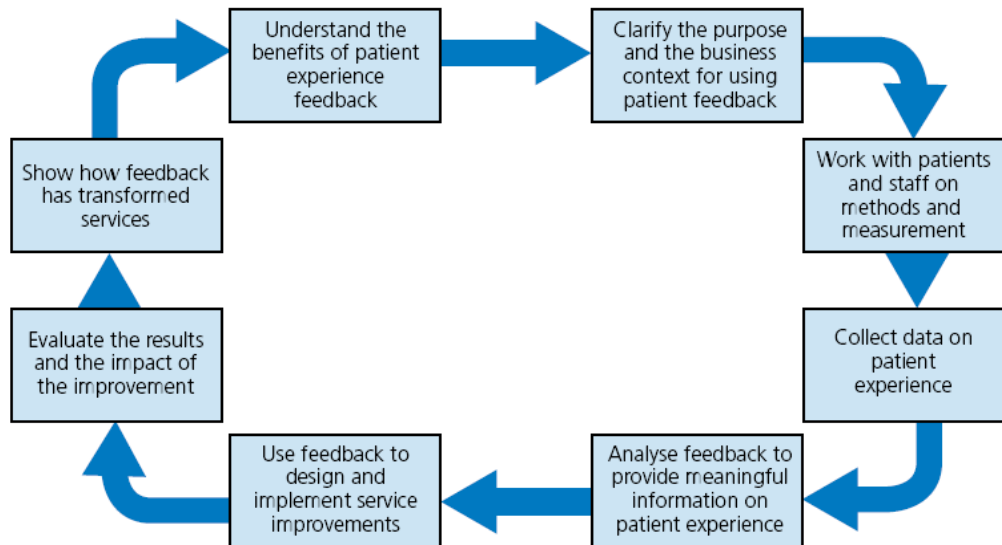 Understand the
benefits of patient
experience
feedback
Clarify the purpose
and the business
context for using
patient feedback
Work with patients
and staff on
methods and
measurement
Collect data on
patient
experience
Analyse feedback to
provide meaningful
information on
patient experience
Use feedback to
design and
implement service
improvements
Evaluate the results
and the impact of
the improvement
Show how feedback
has transformed
services